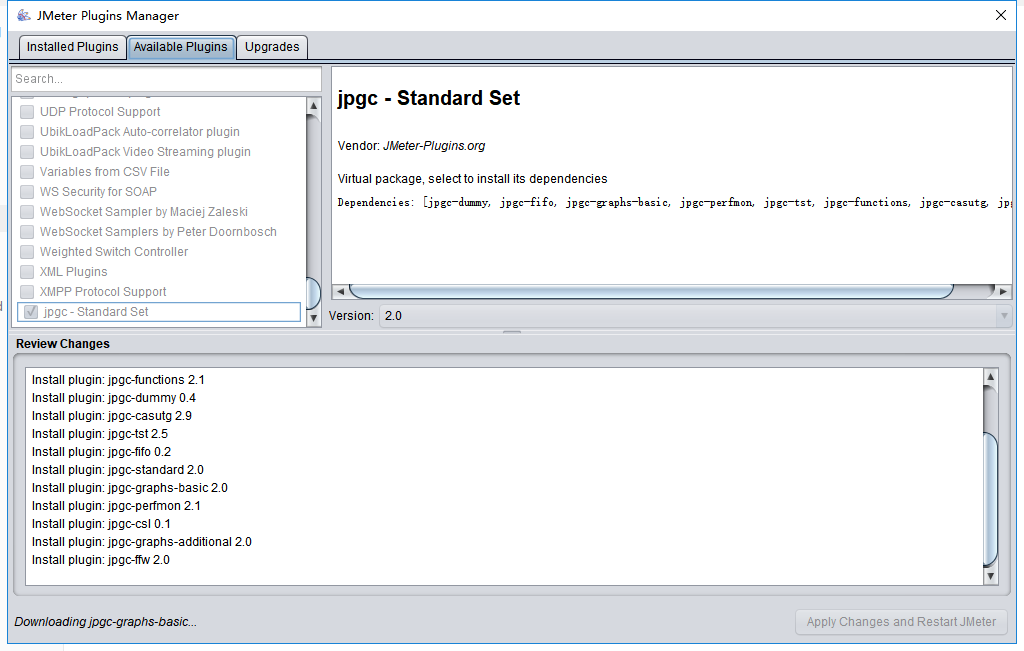 JMeter Plugins Manager
Installed Plugins
Available Plugins
Upgrades
Search...
UDP Protocol Support
UbikLoadPack Auto-correlator plugin
UbikLoadPack Video Streaming plugin
Variables from CSV File
WS Security for SOAP
WebSocket Sampler by Maciej Zaleski
WebSocket Samplers by Peter Doornbosch
Weighted Switch Controller
XML Plugins
XMPP Protocol Support
jpgc - Standard Set
jpgc - Standard Set
Vendor: JMeter-Plugins.org
Virtual package, select to install its dependencies
Dependencies: [jpgc-dummy, jpgc-fifo, jpgc-graphs-basic, jpgc-perfmon, jpgc-tst, jpgc-functions, jpgc-casutg,
Version: 2.0
Review Changes
Install plugin: jpgc-functions 2.1
Install plugin: jpgc-dummy 0.4
Install plugin: jpgc-casutg 2.9
Install plugin: jpgc-tst 2.5
Install plugin: jpgc-fifo 0.2
Install plugin: jpgc-standard 2.0
Install plugin: jpgc-graphs-basic 2.0
Install plugin: jpgc-perfmon 2.1
Install plugin: jpgc-csl 0.1
Install plugin: jpgc-graphs-additional 2.0
Install plugin: jpgc-ffw 2.0
Downloading jpgc-graphs-basic...
Apply Changes and Restart JMeter